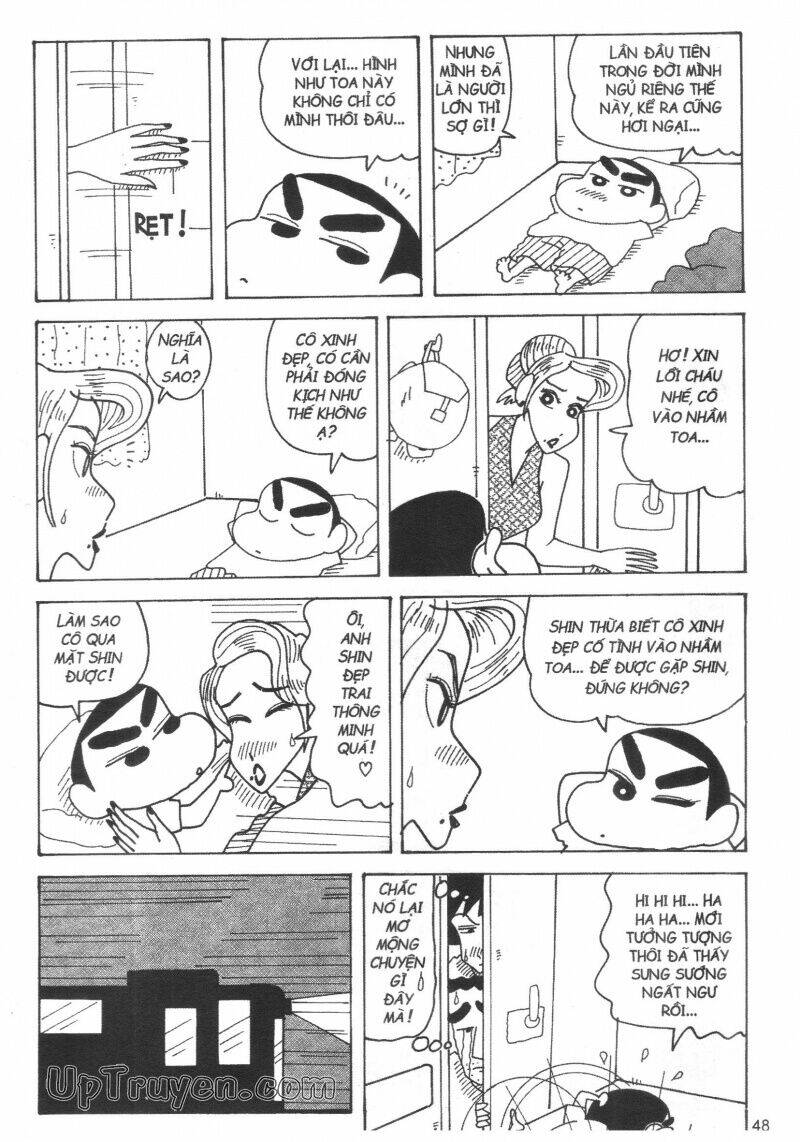 LẦN ĐẦU TIÊN
TRONG ĐỜI MÌNH
NGỦ RIÊNG THẾ
NÀY, KỂ RA CŨNG
HƠI NGẠI...
NHƯNG
MÌNH ĐÃ
LÀ NGƯỜI
LỚN THÌ
SỢ GÌ!
VỚI LẠI... HÌNH
NHƯ TOA NÀY
KHÔNG CHỈ CÓ
MÌNH THÔI ĐÂU...
RẸT!
HƠ! XIN
LỖI CHÁU
NHÉ, CÔ
VÀO NHẦM
TOA...
CÔ XINH
ĐẸP, CÓ CẦN
PHẢI ĐÓNG
KỊCH NHƯ
THẾ KHÔNG
Ạ?
NGHĨA
LÀ
SAO?
SHIN THỪA BIẾT CÔ XINH
ĐẸP CỐ TÌNH VÀO NHẦM
TOA... ĐỂ ĐƯỢC GẶP SHIN,
ĐÚNG KHÔNG?
ÔI,
ANH
SHIN
ĐẸP
TRAI
THÔNG
MINH
QUÁ!
♡
LÀM SAO
CÔ QUA
MẶT SHIN
ĐƯỢC!
HI HI HI... HA
HA HA... MỚI
TƯỞNG TƯỢNG
THÔI ĐÃ THẤY
SUNG SƯỚNG
NGẤT NGƯ
RỒI...
CHẮC
NÓ LẠI
MƠ
MỘNG
CHUYỆN
GÌ
ĐÂY
MÀ!
UpTruyen.com
48